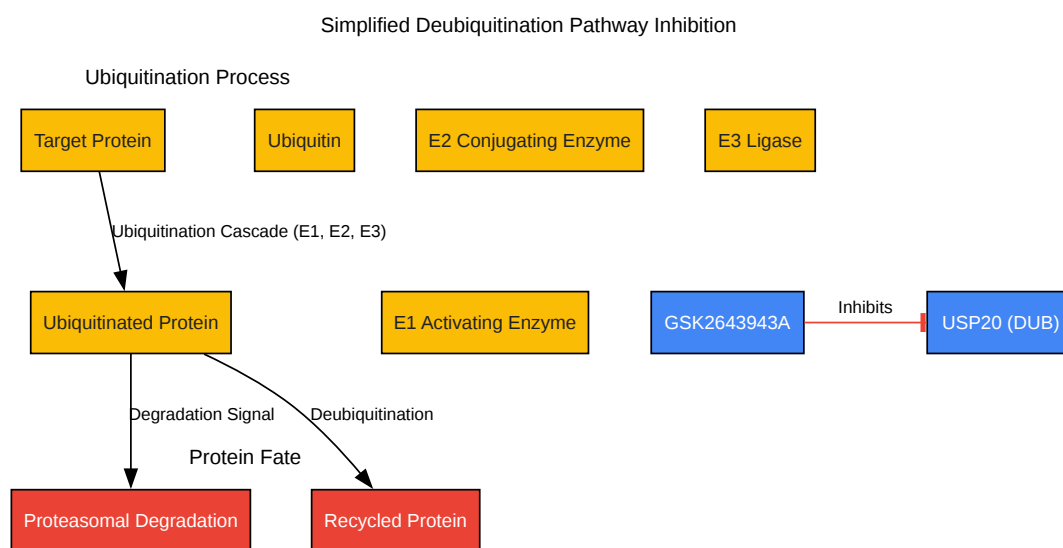 Simplified Deubiquitination Pathway Inhibition
Ubiquitination Process
Target Protein
Ubiquitin
E2 Conjugating Enzyme
E3 Ligase
Ubiquitination Cascade (E1, E2, E3)
Ubiquitinated Protein
E1 Activating Enzyme
GSK2643943A
Inhibits
USP20 (DUB)
Degradation Signal
Deubiquitination
Protein Fate
Proteasomal Degradation
Recycled Protein